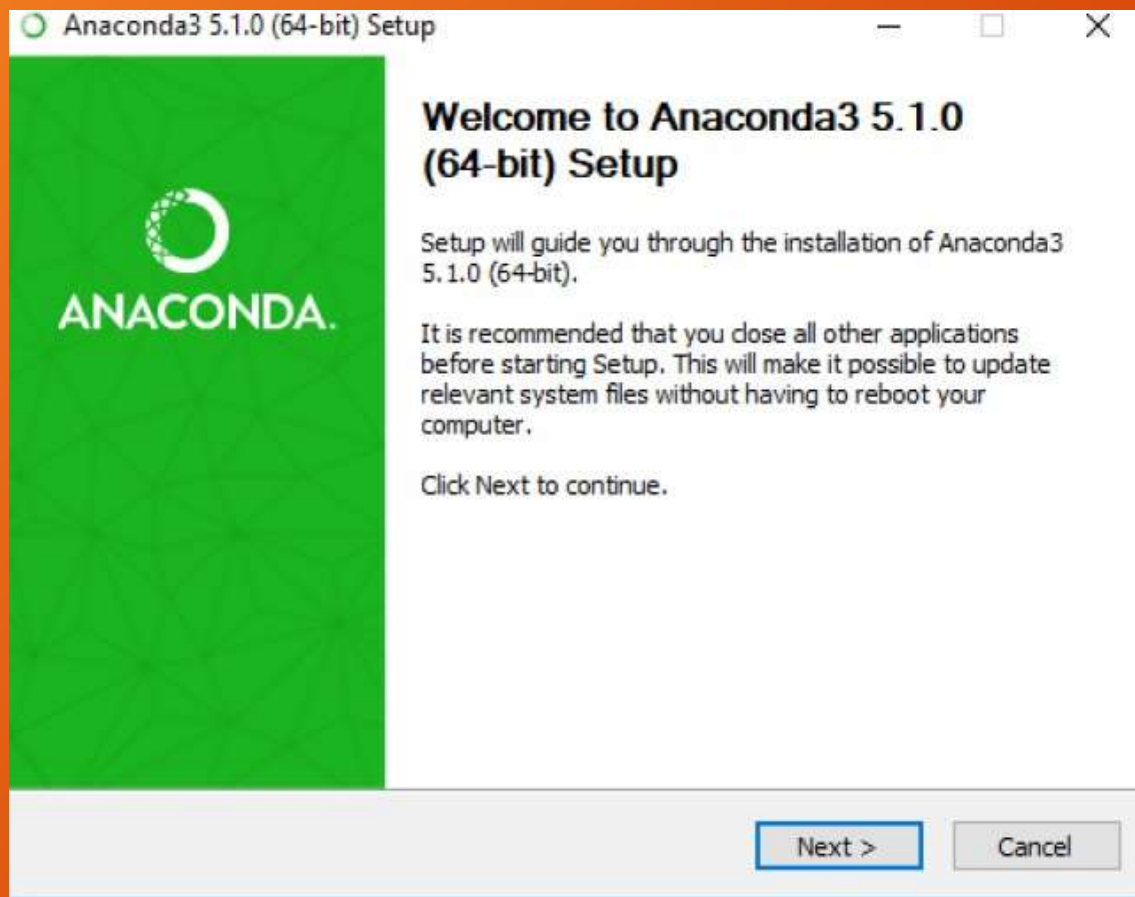 Anaconda3 5.1.0 (64-bit) Setup
Welcome to Anaconda3 5.1.0
(64-bit) Setup
ANACONDA.
Setup will guide you through the installation of Anaconda3
5.1.0 (64-bit).
It is recommended that you close all other applications
before starting Setup. This will make it possible to update
relevant system files without having to reboot your
computer.
Click Next to continue.
Next >
Cancel